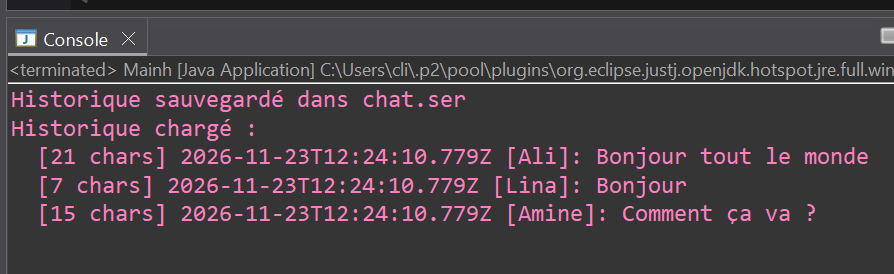 Console
<terminated> Mainh [Java Application] C:\Users\cli\.p2\pool\plugins\org.eclipse.justj.openjdk.hotspot.jre.full.win
Historique sauvegardé dans chat.ser
Historique chargé :
[21 chars] 2026-11-23T12:24:10.779Z [Ali]: Bonjour tout le monde
[7 chars] 2026-11-23T12:24:10.779Z [Lina]: Bonjour
[15 chars] 2026-11-23T12:24:10.779Z [Amine]: Comment ça va ?